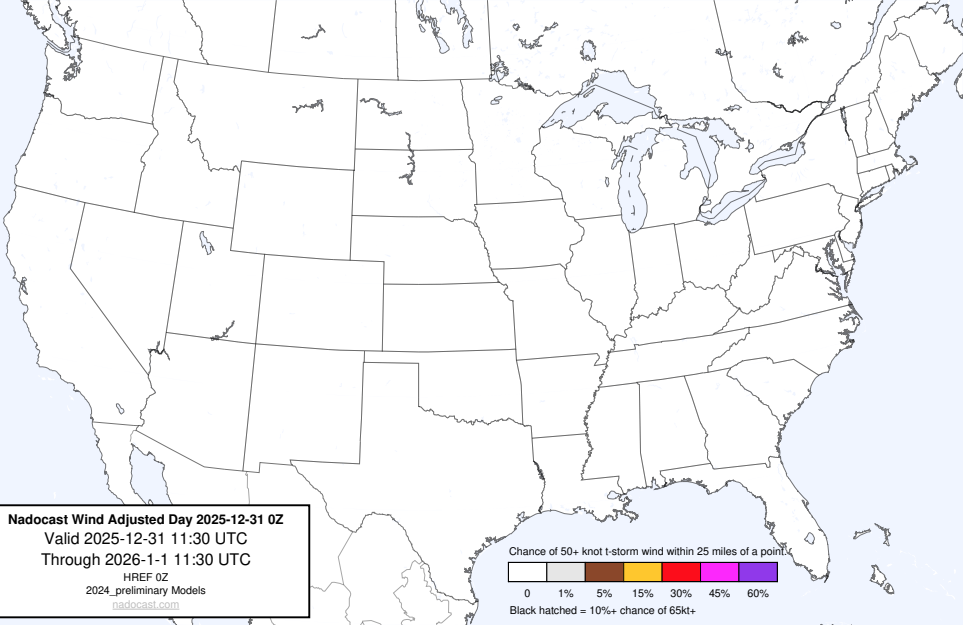 Nadocast Wind Adjusted Day 2025-12-31 0Z
Valid 2025-12-31 11:30 UTC
Through 2026-1-1 11:30 UTC
HREF 0Z
2024_preliminary Models
nadocast.com
Chance of 50+ knot t-storm wind within 25 miles of a point.
0 1% 5% 15% 30% 45% 60%
Black hatched = 10%+ chance of 65kt+